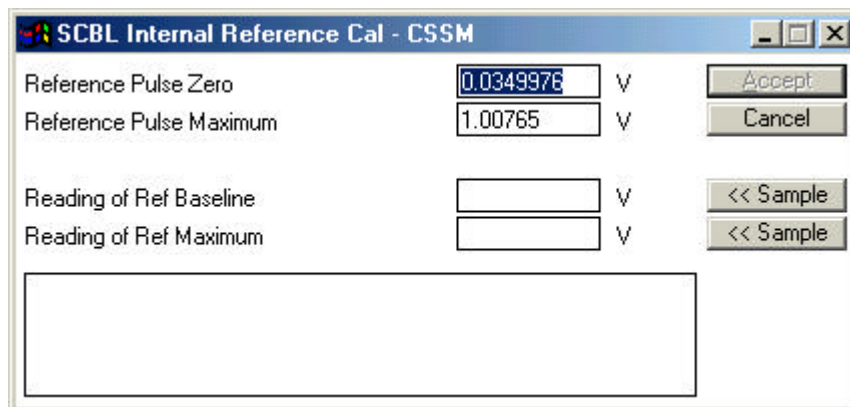 SCBL Internal Reference Cal - CSSM
Reference Pulse Zero 0.0349976 V Accept
Reference Pulse Maximum 1.00765 V Cancel
Reading of Ref Baseline V << Sample
Reading of Ref Maximum V << Sample